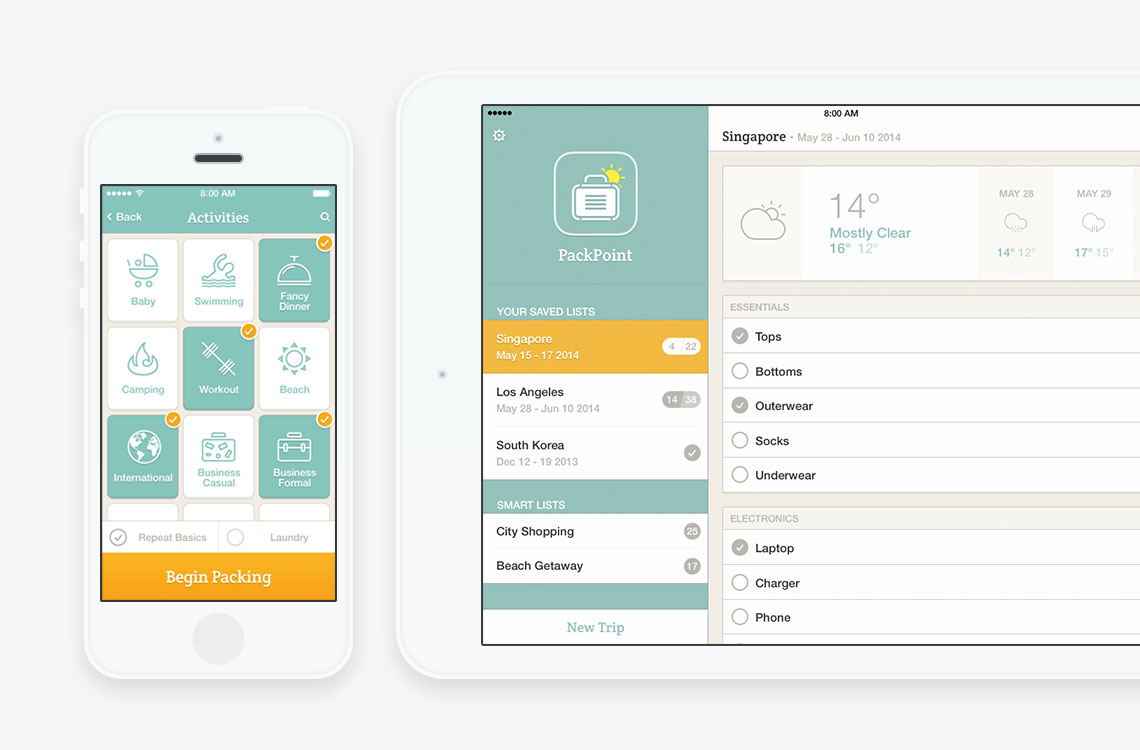 8:00 AM
Back
Activities
Baby
Swimming
Fancy
Dinner
Camping
Workout
Beach
International
Business
Casual
Business
Formal
Repeat Basics
Laundry
Begin Packing
PackPoint
YOUR SAVED LISTS
Singapore
May 15 - 17 2014
4 / 22
Los Angeles
May 28 - Jun 10 2014
14 / 38
South Korea
Dec 12 - 19 2013
SMART LISTS
City Shopping
25
Beach Getaway
17
New Trip
8:00 AM
Singapore · May 28 - Jun 10 2014
14°
Mostly Clear
16° 12°
MAY 28
14° 12°
MAY 29
17° 15°
ESSENTIALS
Tops
Bottoms
Outerwear
Socks
Underwear
ELECTRONICS
Laptop
Charger
Phone